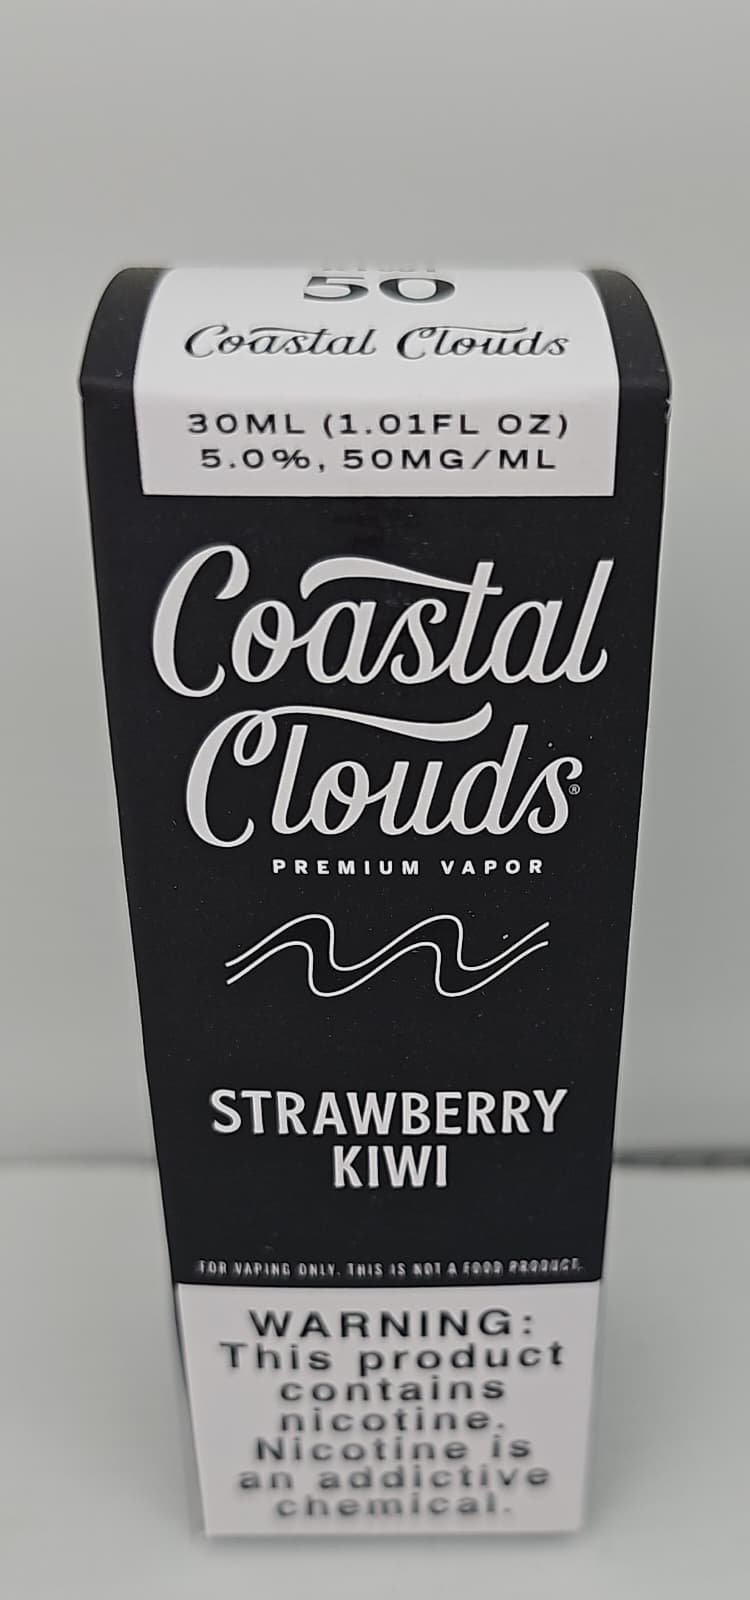 50
Coastal Clouds
30ML (1.01FL OZ)
5.0%, 50MG/ML
Coastal
Clouds®
PREMIUM VAPOR
STRAWBERRY
KIWI
FOR VAPING ONLY. THIS IS NOT A FOOD PRODUCT.
WARNING:
This product
contains
nicotine.
Nicotine is
an addictive
chemical.